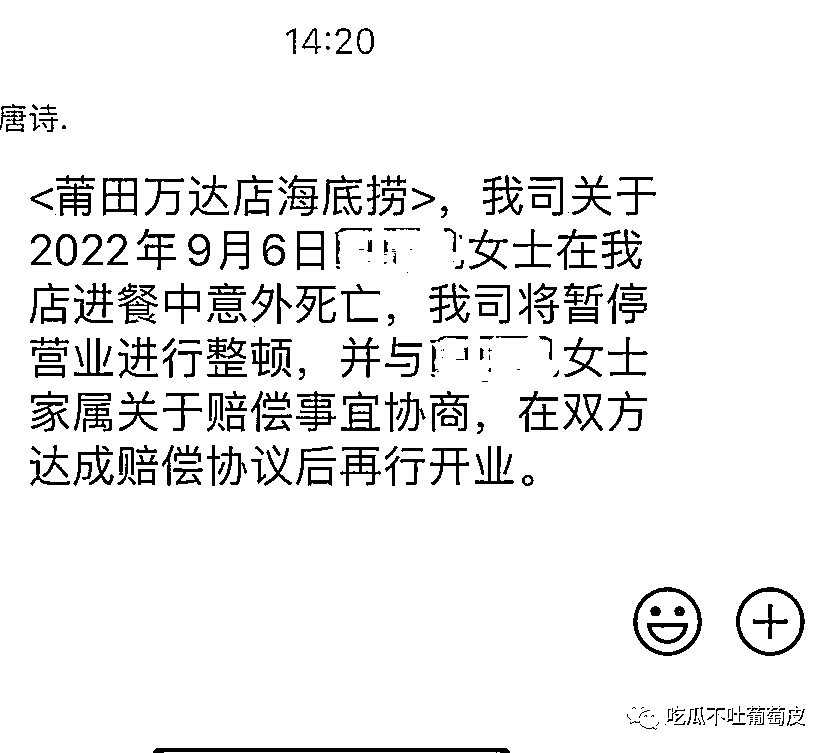 14:20
唐诗.
<莆田万达店海底捞>，我司关于
2022年9月6日女士在我
店进餐中意外死亡，我司将暂停
营业进行整顿，并与女士
家属关于赔偿事宜协商，在双方
达成赔偿协议后再行开业。
吃瓜不吐葡萄皮